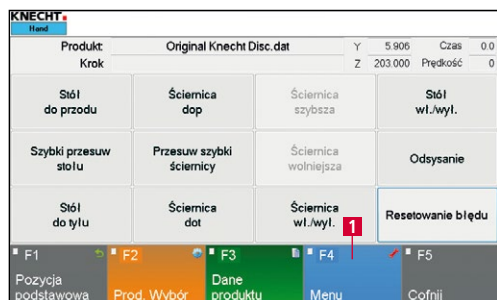 KNECHT
Hand
Produkt: Original Knecht Disc.dat Y 5.906 Czas 0.0
Krok Z 203.000 Prędkość 0
Stół do przodu
Ściernica dop
Ściernica szybsza
Stół wł./wył.
Szybki przesuw stołu
Przesuw szybki ściernicy
Ściernica wolniejsza
Odsysanie
Stół do tyłu
Ściernica dot
Ściernica wł./wył.
Resetowanie błędu
1
F1 F2 F3 F4 F5
Pozycja podstawowa
Prod. Wybór
Dane produktu
Menu
Cofnij